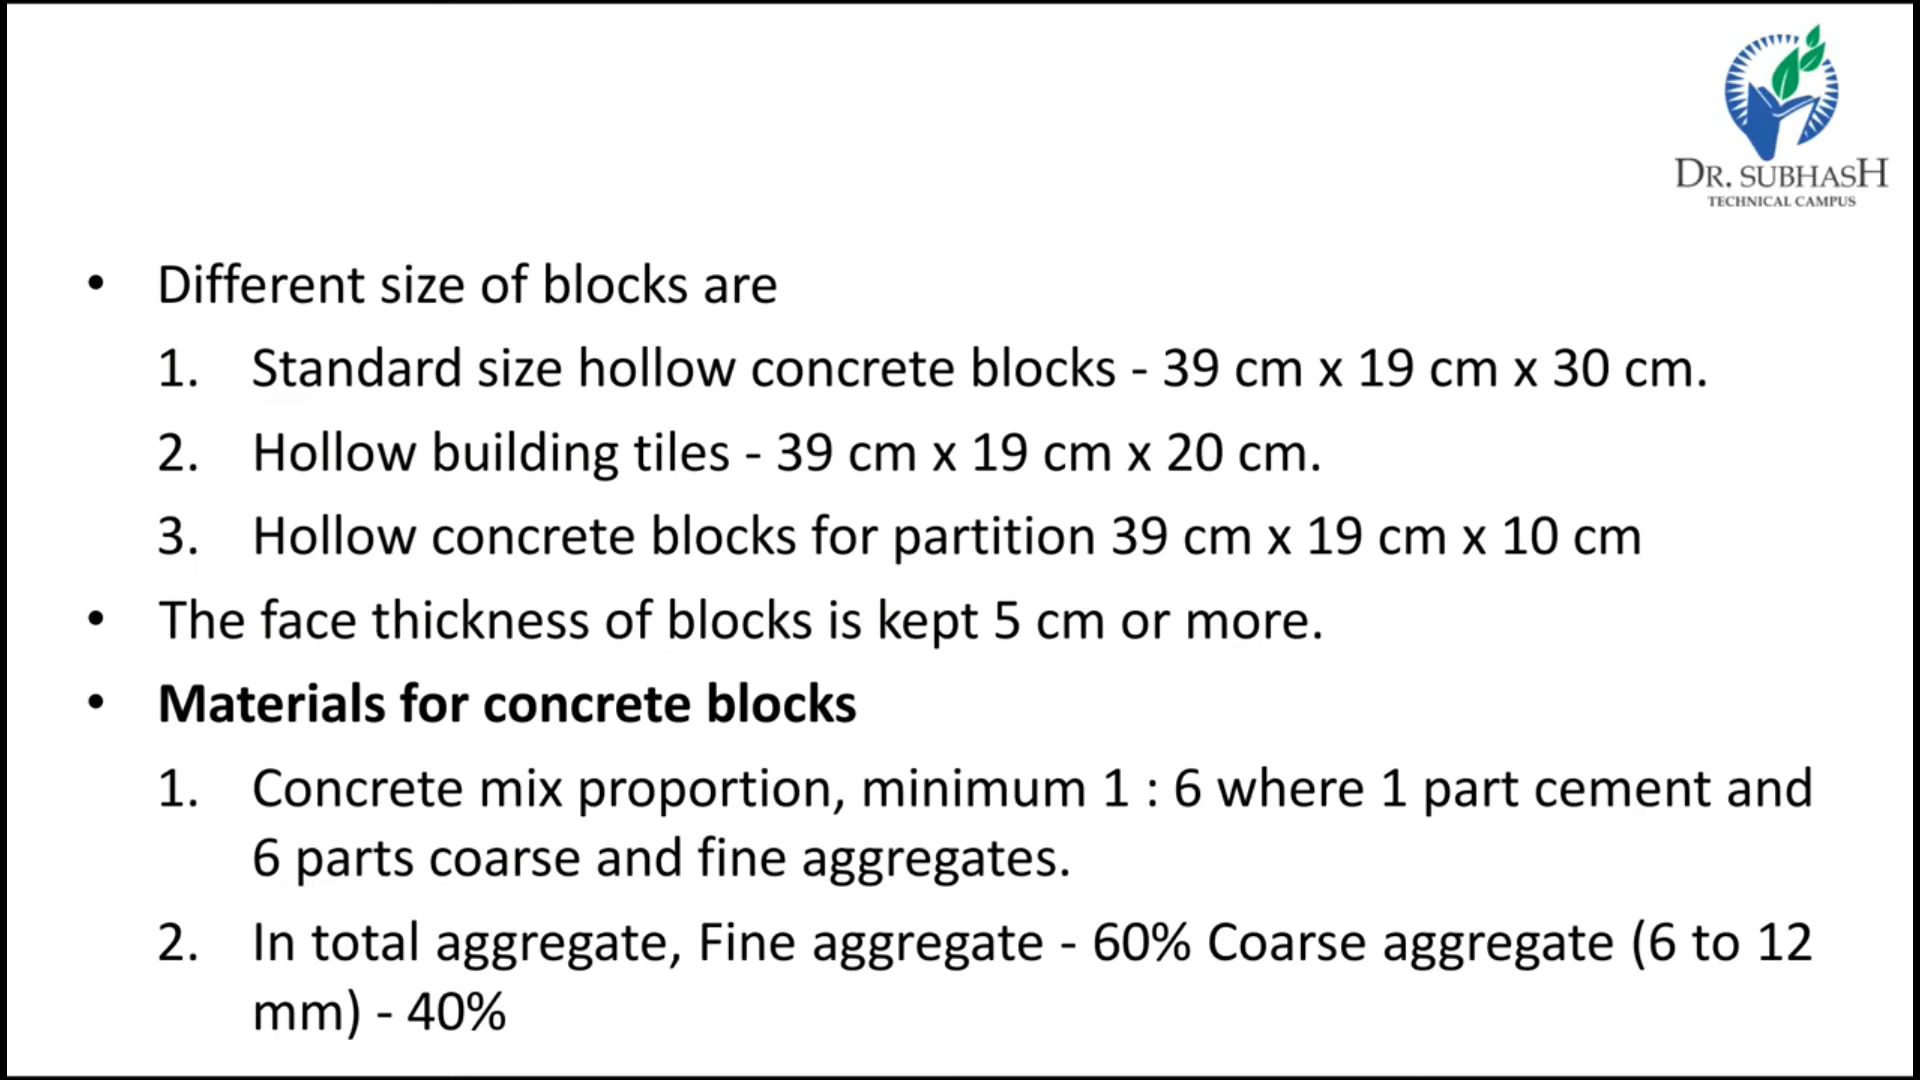 DR. SUBHASH
TECHNICAL CAMPUS
• Different size of blocks are
1. Standard size hollow concrete blocks - 39 cm x 19 cm x 30 cm.
2. Hollow building tiles - 39 cm x 19 cm x 20 cm.
3. Hollow concrete blocks for partition 39 cm x 19 cm x 10 cm
• The face thickness of blocks is kept 5 cm or more.
• Materials for concrete blocks
1. Concrete mix proportion, minimum 1 : 6 where 1 part cement and
6 parts coarse and fine aggregates.
2. In total aggregate, Fine aggregate - 60% Coarse aggregate (6 to 12
mm) - 40%